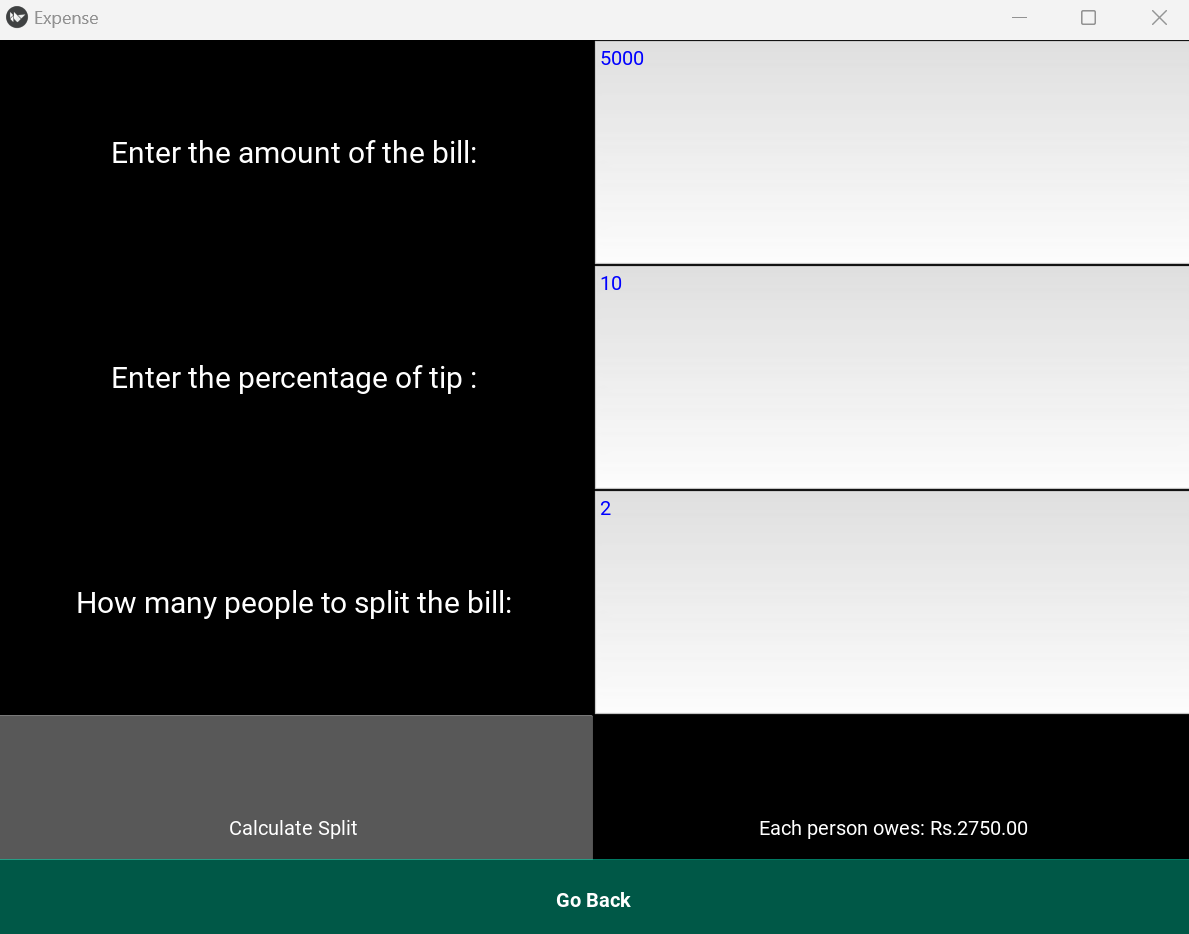 Expense
Enter the amount of the bill:
5000
Enter the percentage of tip :
10
How many people to split the bill:
2
Calculate Split
Each person owes: Rs.2750.00
Go Back